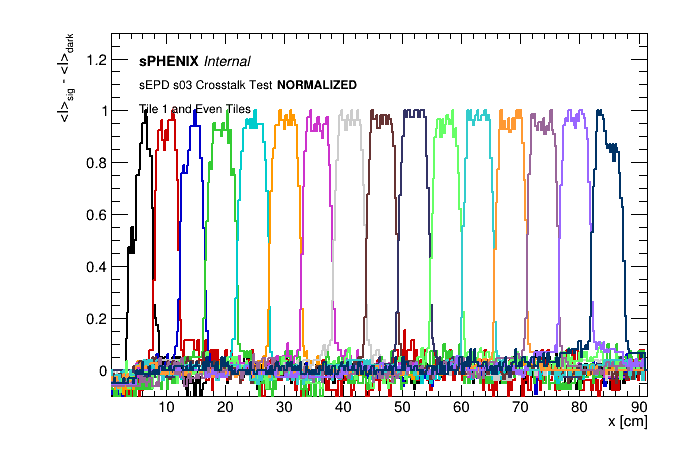 <I>sig - <I>dark
sPHENIX Internal
sEPD s03 Crosstalk Test NORMALIZED
Tile 1 and Even Tiles
1.2
1
0.8
0.6
0.4
0.2
0
10 20 30 40 50 60 70 80 90
x [cm]